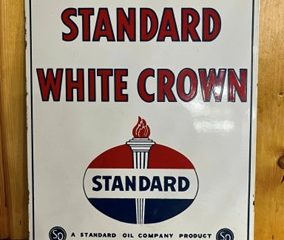 STANDARD
WHITE CROWN
STANDARD
SO A STANDARD OIL COMPANY PRODUCT SO